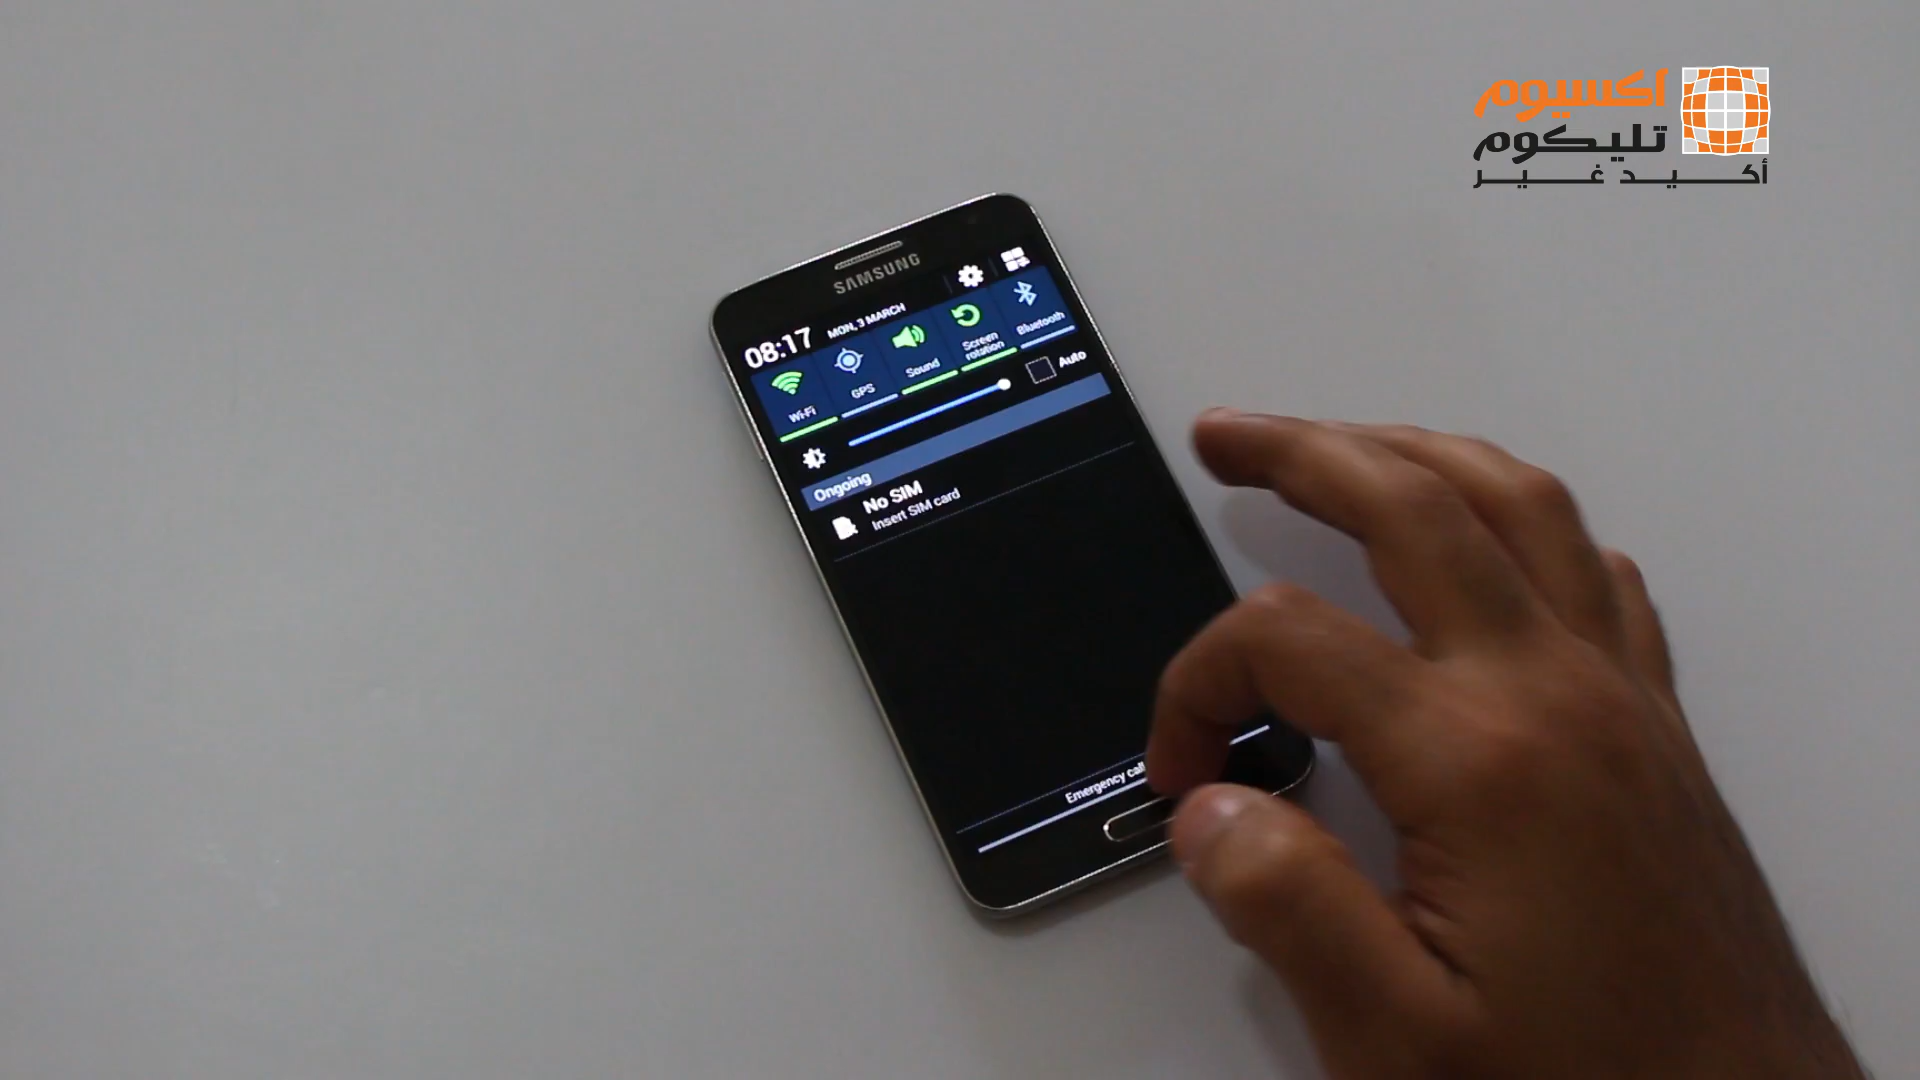 اكسيوم
تليكوم
أكيد غير
SAMSUNG
08:17 MON, 3 MARCH
Wi-Fi
GPS
Sound
Screen
rotation
Bluetooth
Auto
Ongoing
No SIM
Insert SIM card